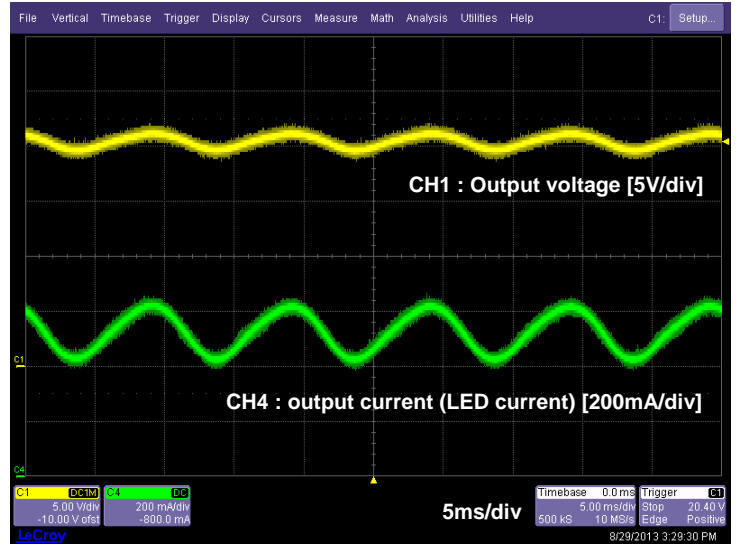 File Vertical Timebase Trigger Display Cursors Measure Math Analysis Utilities Help C1: Setup...
CH1 : Output voltage [5V/div]
C1
CH4 : output current (LED current) [200mA/div]
C4
C1 DC1M C4 DC Timebase 0.0 ms Trigger C1
5.00 V/div 200 mA/div 5ms/div 5.00 ms/div Stop 20.40 V
-10.00 V ofst -800.0 mA 500 kS 10 MS/s Edge Positive
LeCroy 8/29/2013 3:29:30 PM